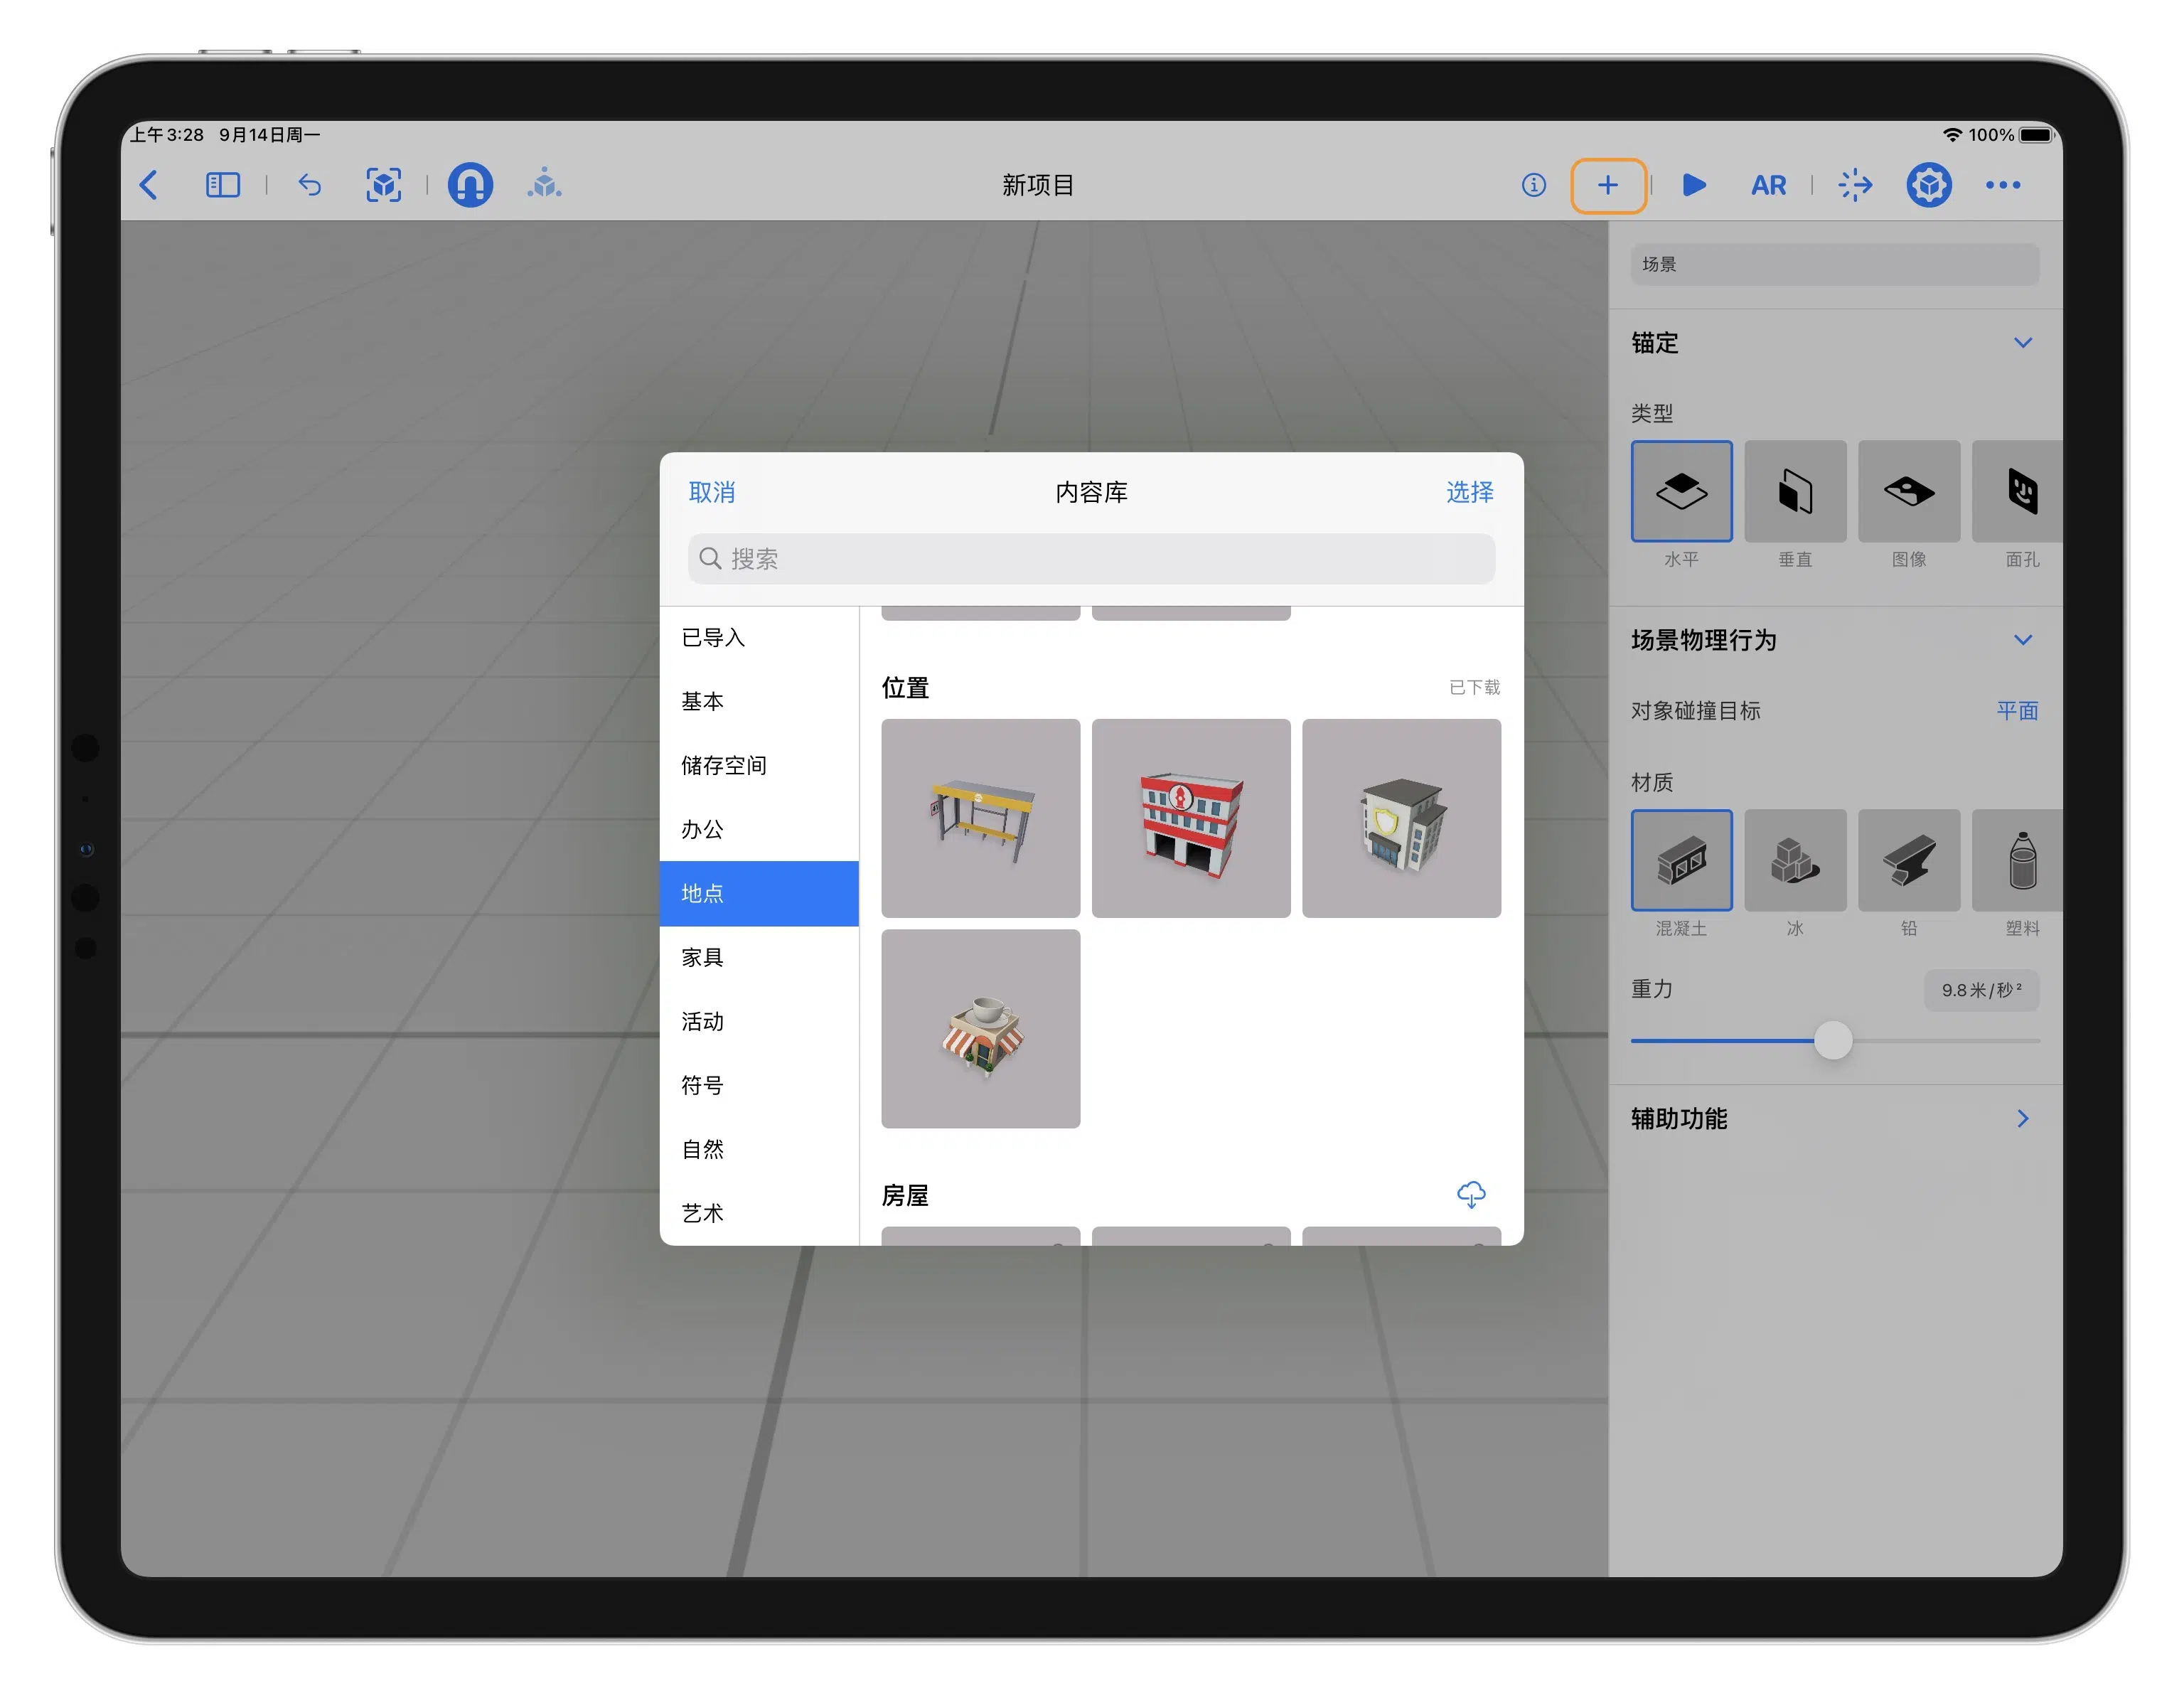 上午3:28 9月14日周一
100%
新项目
AR
场景
锚定
类型
水平 垂直 图像 面孔
场景物理行为
对象碰撞目标 平面
材质
混凝土 冰 铅 塑料
重力 9.8米/秒²
辅助功能
取消 内容库 选择
搜索
已导入
基本
储存空间
办公
地点
家具
活动
符号
自然
艺术
位置 已下载
房屋